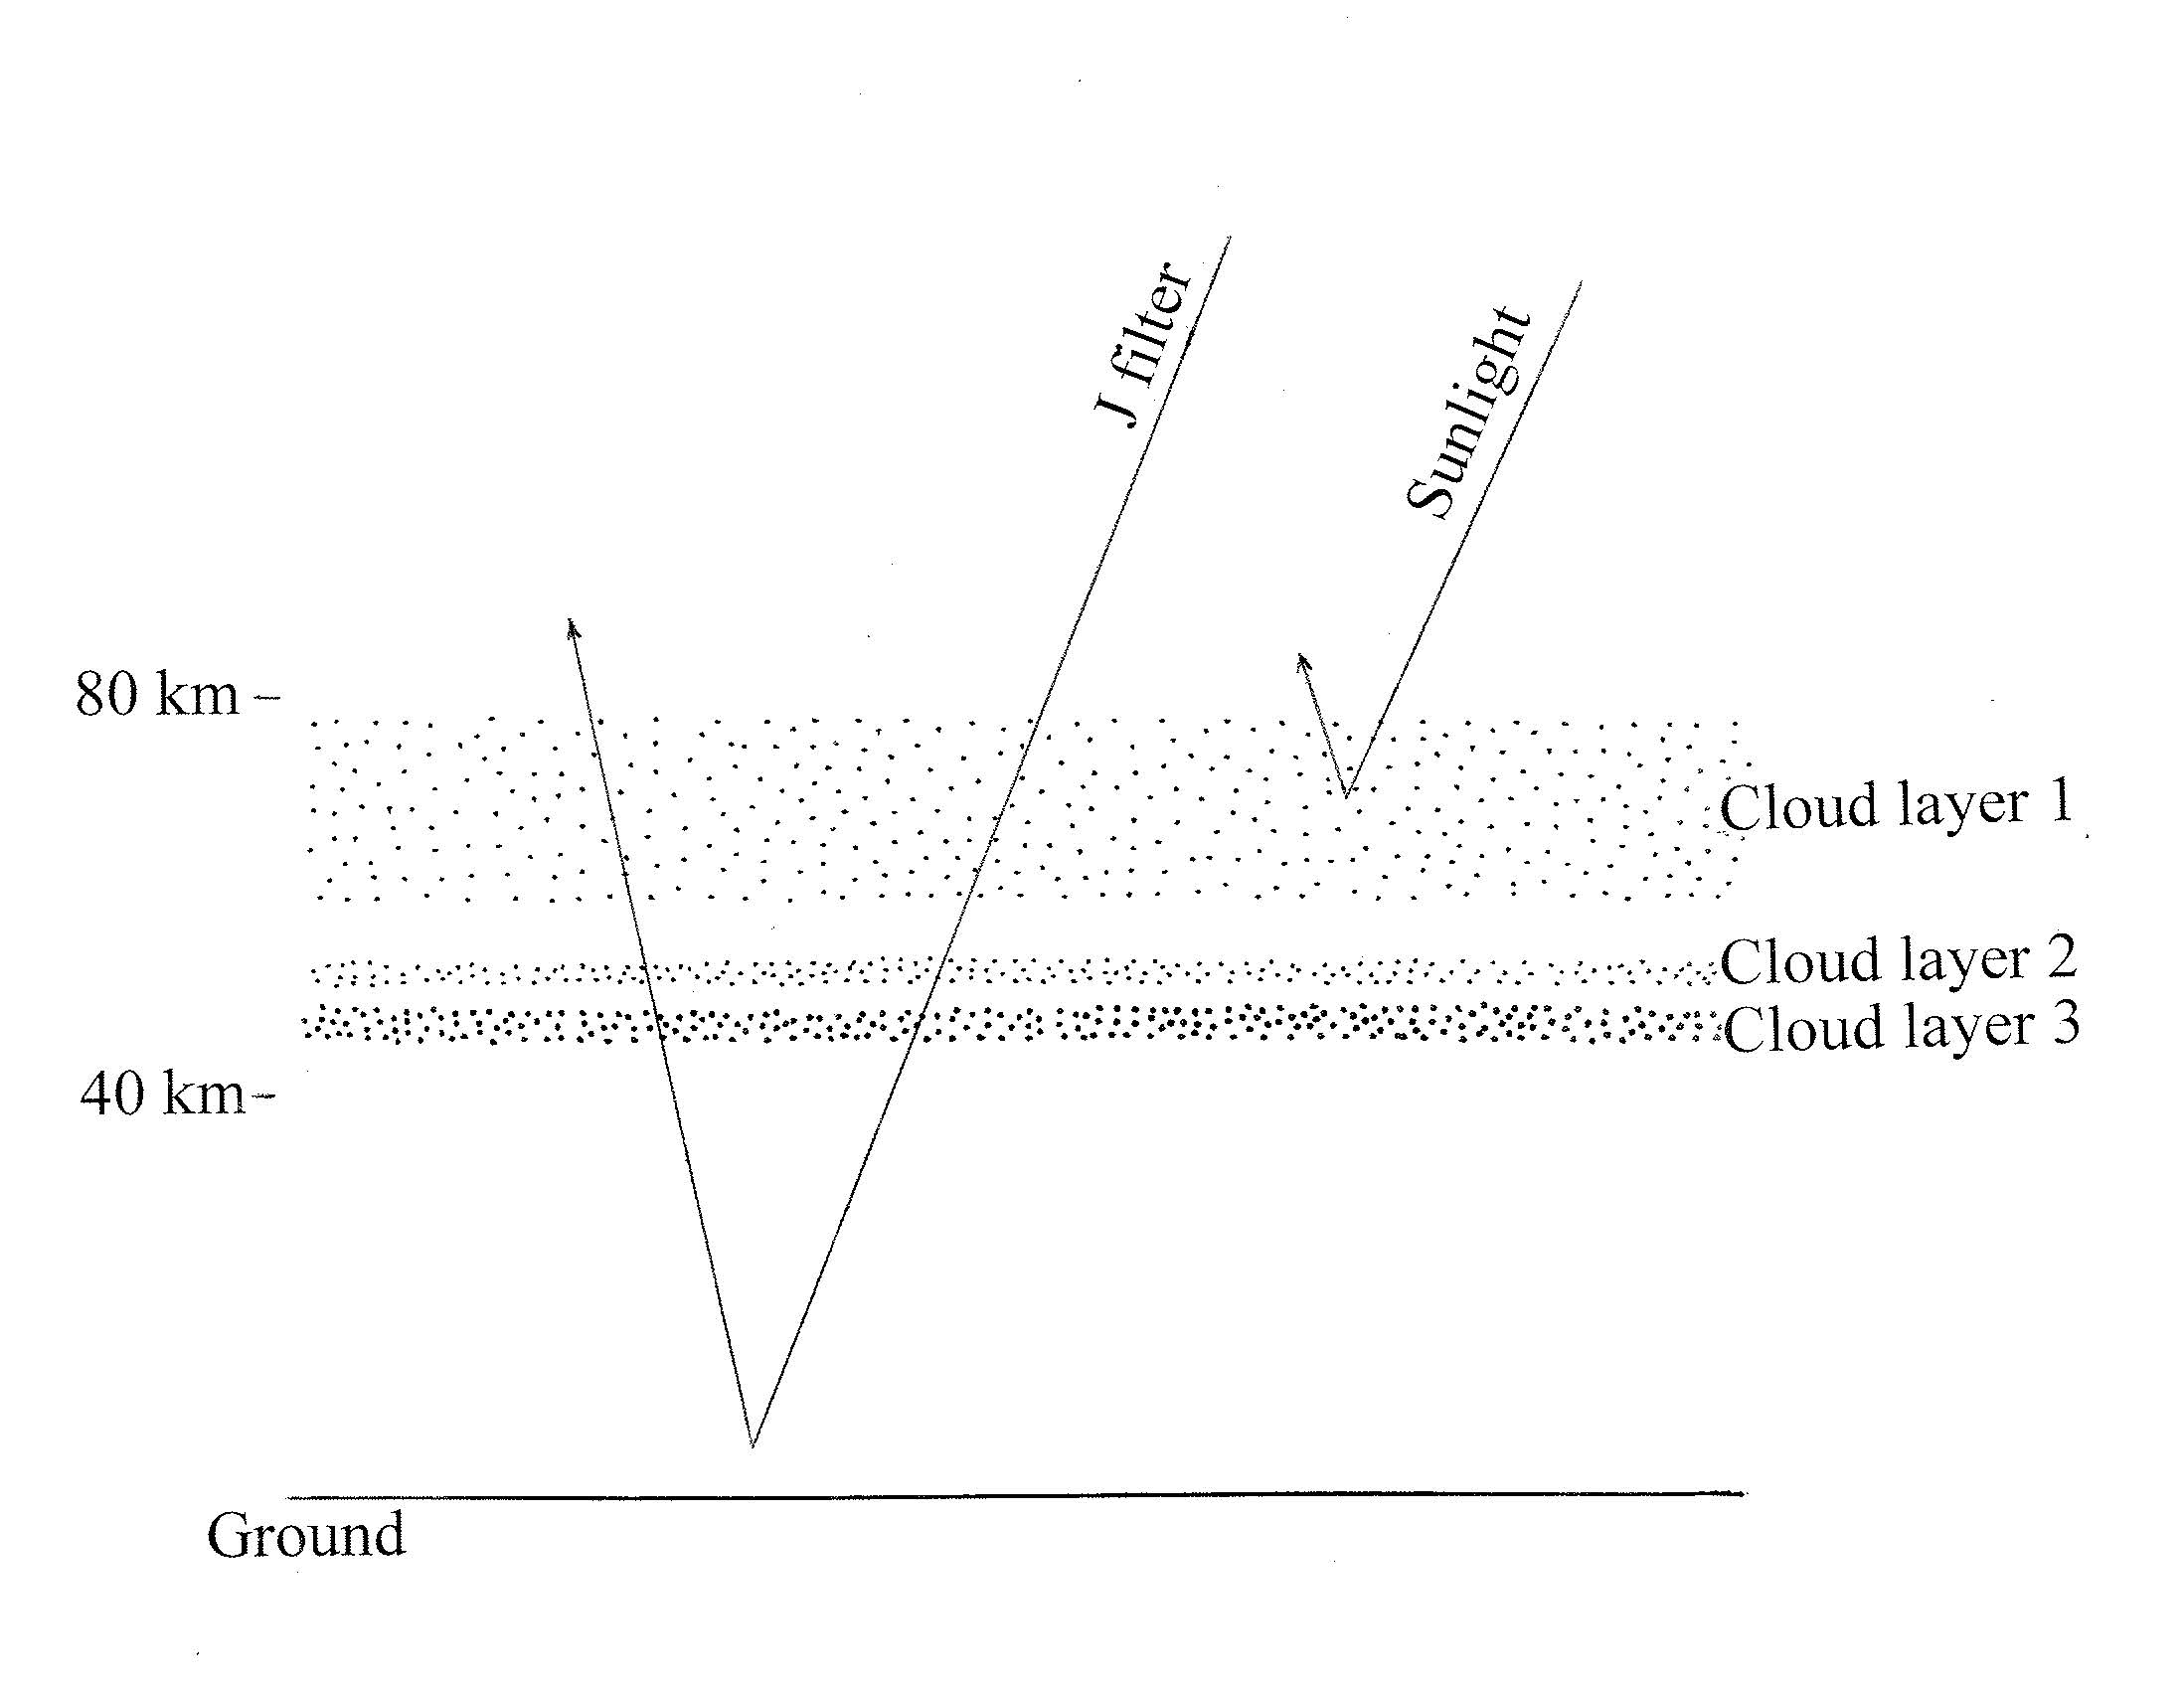 J filter
Sunlight
80 km
Cloud layer 1
Cloud layer 2
Cloud layer 3
40 km
Ground